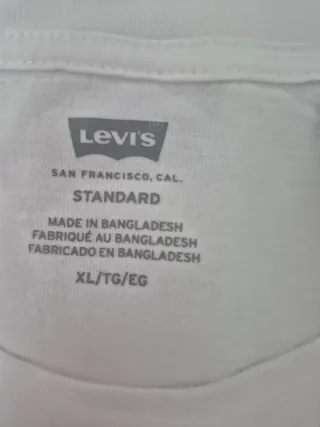 Levi's
SAN FRANCISCO, CAL.
STANDARD
MADE IN BANGLADESH
FABRIQUÉ AU BANGLADESH
FABRICADO EN BANGLADESH
XL/TG/EG